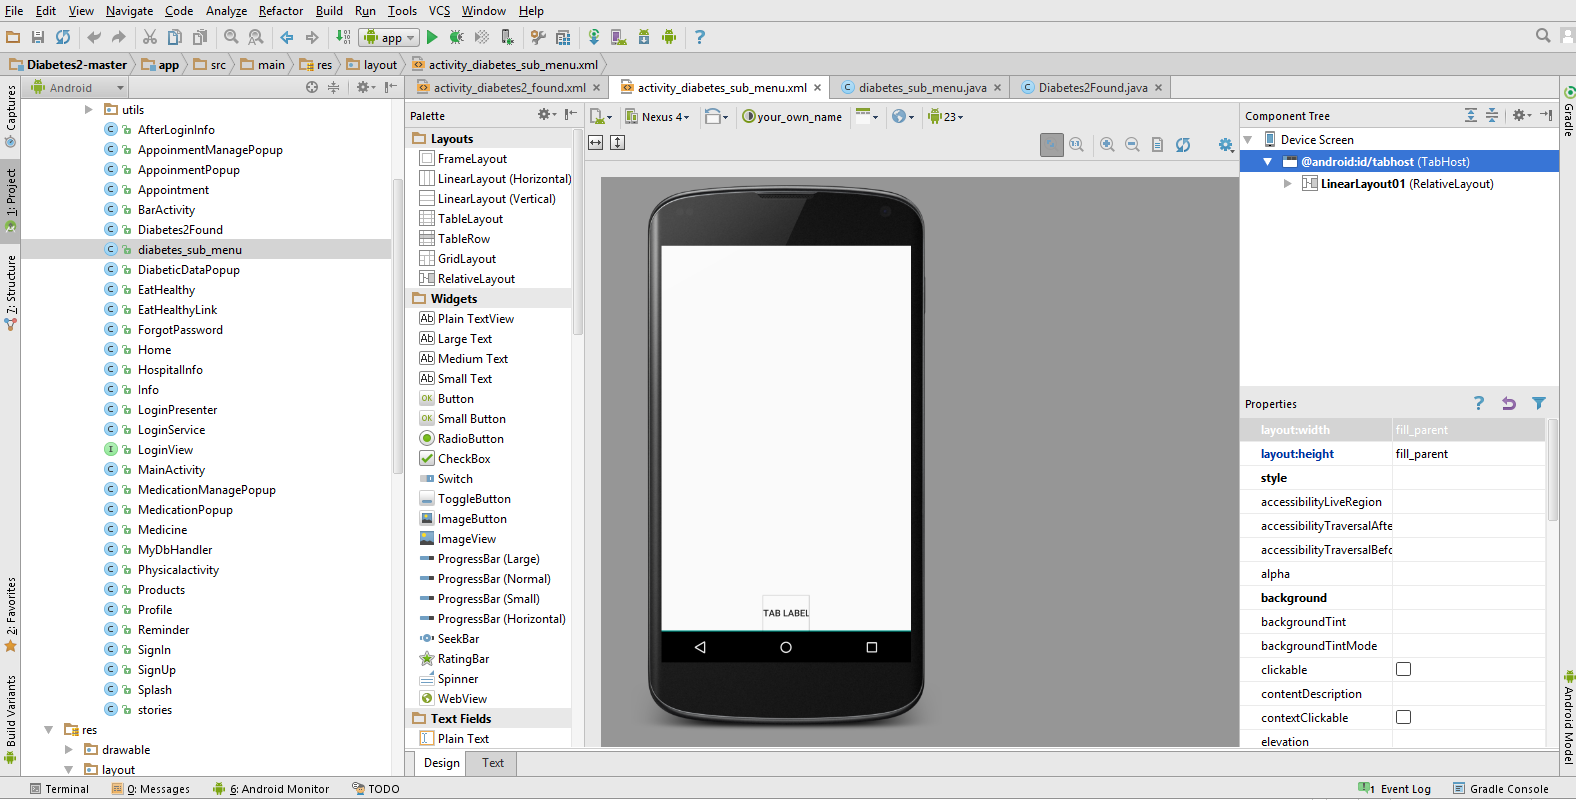 File Edit View Navigate Code Analyze Refactor Build Run Tools VCS Window Help
app
Diabetes2-master app src main res layout activity_diabetes_sub_menu.xml
Android
activity_diabetes2_found.xml activity_diabetes_sub_menu.xml diabetes_sub_menu.java Diabetes2Found.java
Captures
1: Project
Z: Structure
2: Favorites
Build Variants
utils
AfterLoginInfo
AppoinmentManagePopup
AppoinmentPopup
Appointment
BarActivity
Diabetes2Found
diabetes_sub_menu
DiabeticDataPopup
EatHealthy
EatHealthyLink
ForgotPassword
Home
HospitalInfo
Info
LoginPresenter
LoginService
LoginView
MainActivity
MedicationManagePopup
MedicationPopup
Medicine
MyDbHandler
Physicalactivity
Products
Profile
Reminder
SignIn
SignUp
Splash
stories
res
drawable
layout
Palette
Layouts
FrameLayout
LinearLayout (Horizontal)
LinearLayout (Vertical)
TableLayout
TableRow
GridLayout
RelativeLayout
Widgets
Plain TextView
Large Text
Medium Text
Small Text
Button
Small Button
RadioButton
CheckBox
Switch
ToggleButton
ImageButton
ImageView
ProgressBar (Large)
ProgressBar (Normal)
ProgressBar (Small)
ProgressBar (Horizontal)
SeekBar
RatingBar
Spinner
WebView
Text Fields
Plain Text
Nexus 4 your_own_name 23
TAB LABEL
Design Text
Component Tree
Device Screen
@android:id/tabhost (TabHost)
LinearLayout01 (RelativeLayout)
Properties
layout:width fill_parent
layout:height fill_parent
style
accessibilityLiveRegion
accessibilityTraversalAfte
accessibilityTraversalBefo
alpha
background
backgroundTint
backgroundTintMode
clickable
contentDescription
contextClickable
elevation
Gradle
Android Model
Terminal 0: Messages 6: Android Monitor TODO 1 Event Log Gradle Console